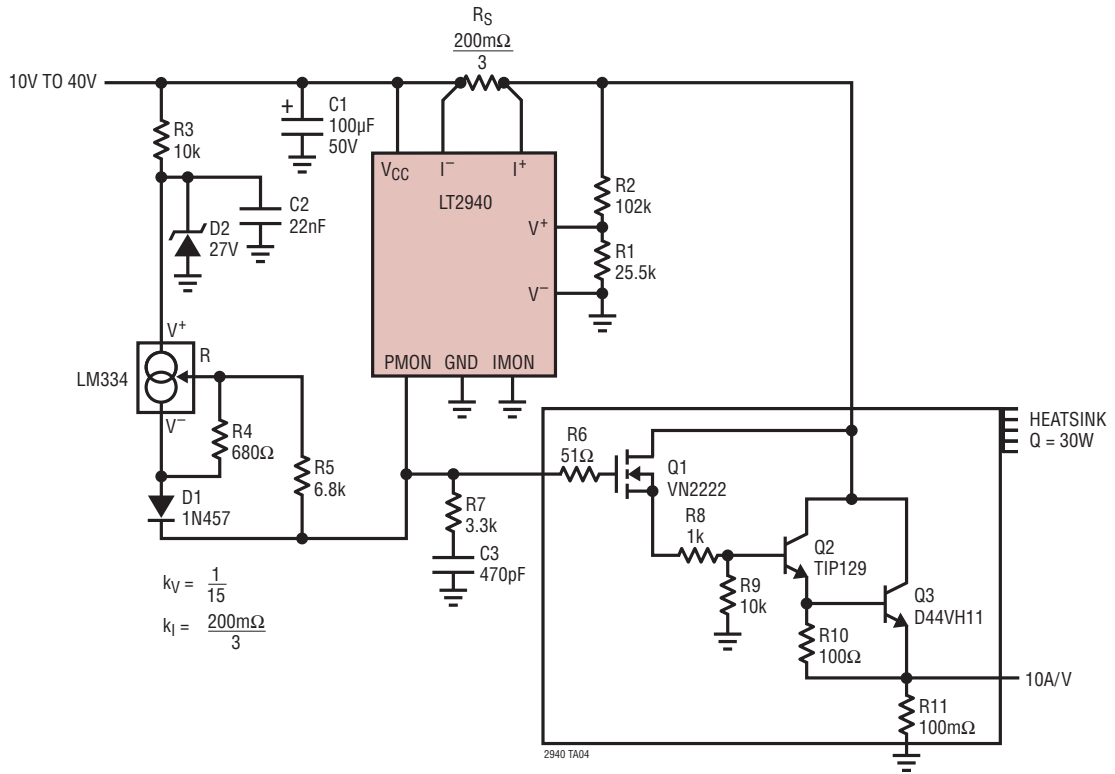 RS
200mΩ
3
10V TO 40V
+
C1
100µF
50V
R3
10k
VCC
I−
I+
LT2940
R2
102k
V+
R1
25.5k
V−
D2
27V
C2
22nF
V+
R
LM334
V−
PMON
GND
IMON
R4
680Ω
R5
6.8k
D1
1N457
R6
51Ω
Q1
VN2222
HEATSINK
Q = 30W
R7
3.3k
C3
470pF
R8
1k
Q2
TIP129
R9
10k
Q3
D44VH11
R10
100Ω
10A/V
R11
100mΩ
kV = 1
15
kI = 200mΩ
3
2940 TA04